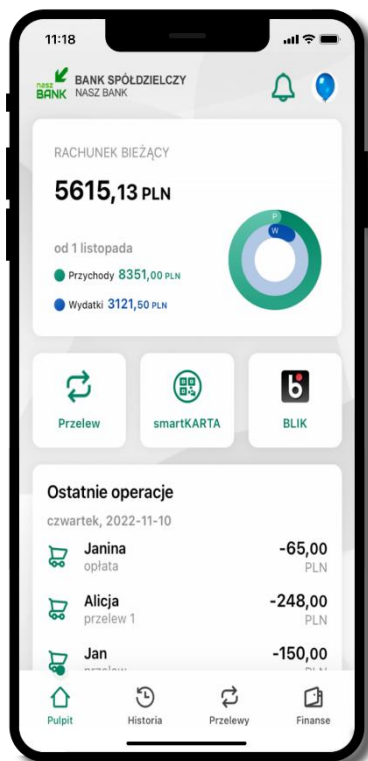 11:18
nasz BANK
BANK SPÓŁDZIELCZY
NASZ BANK
RACHUNEK BIEŻĄCY
5615,13 PLN
P
W
od 1 listopada
Przychody 8351,00 PLN
Wydatki 3121,50 PLN
Przelew
smartKARTA
BLIK
Ostatnie operacje
czwartek, 2022-11-10
Janina -65,00
opłata PLN
Alicja -248,00
przelew 1 PLN
Jan -150,00
Pulpit
Historia
Przelewy
Finanse